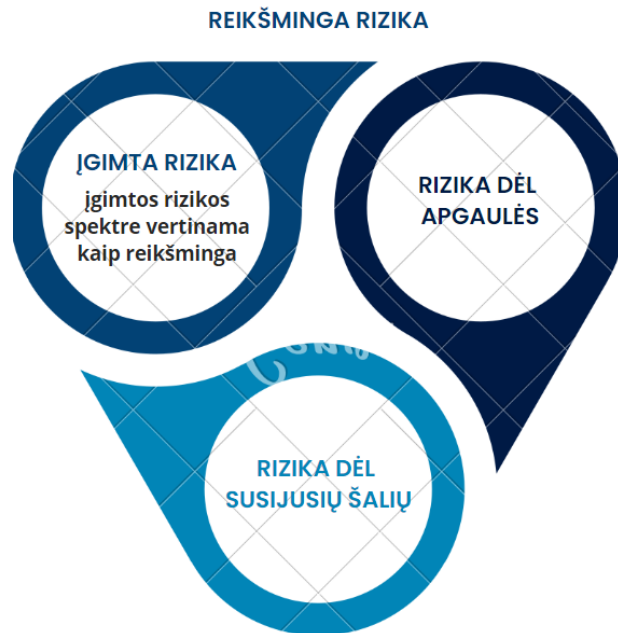 REIKŠMINGA RIZIKA
ĮGIMTA RIZIKA
įgimtos rizikos
spektre vertinama
kaip reikšminga
RIZIKA DĖL
APGAULĖS
RIZIKA DĖL
SUSIJUSIŲ ŠALIŲ